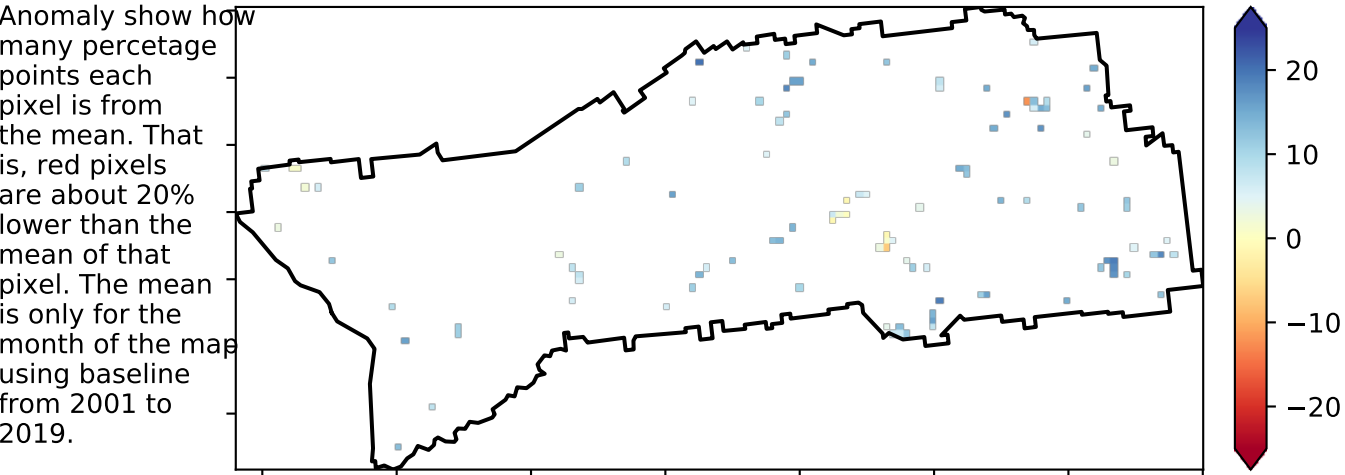 Anomaly show how
many percetage
points each
pixel is from
the mean. That
is, red pixels
are about 20%
lower than the
mean of that
pixel. The mean
is only for the
month of the map
using baseline
from 2001 to
2019.
20
10
0
−10
−20